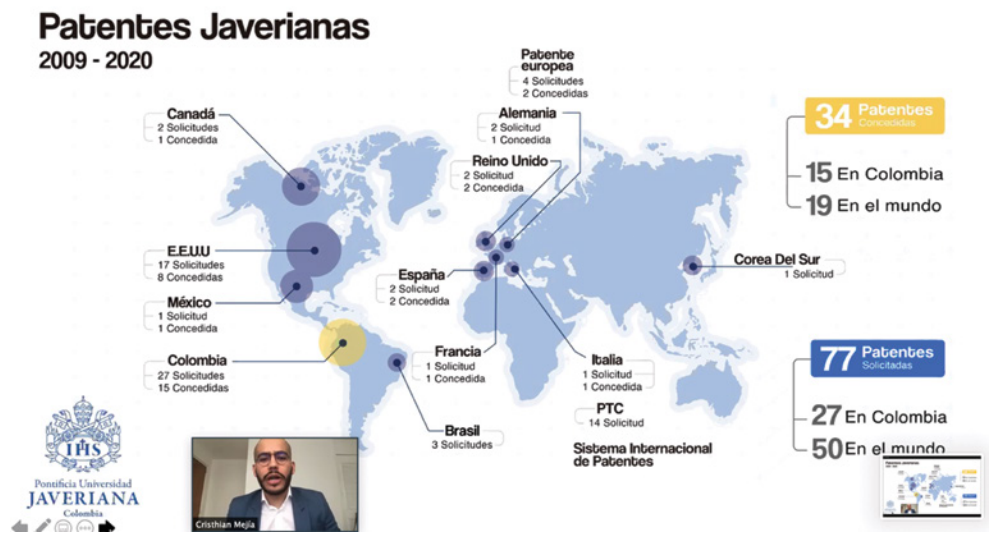 Patentes Javerianas
2009 - 2020
Patente
europea
4 Solicitudes
2 Concedidas
Canadá
2 Solicitudes
1 Concedida
Alemania
2 Solicitud
1 Concedida
Reino Unido
2 Solicitud
2 Concedida
34 Patentes
Concedidas
15 En Colombia
19 En el mundo
E.E.U.U
17 Solicitudes
8 Concedidas
España
2 Solicitud
2 Concedida
Corea Del Sur
1 Solicitud
México
1 Solicitud
1 Concedida
Colombia
27 Solicitudes
15 Concedidas
Francia
1 Solicitud
1 Concedida
Italia
1 Solicitud
1 Concedida
PTC
14 Solicitud
Brasil
3 Solicitudes
Sistema Internacional
de Patentes
77 Patentes
Solicitadas
27 En Colombia
50 En el mundo
IHS
Pontificia Universidad
JAVERIANA
Colombia
Cristhian Mejía